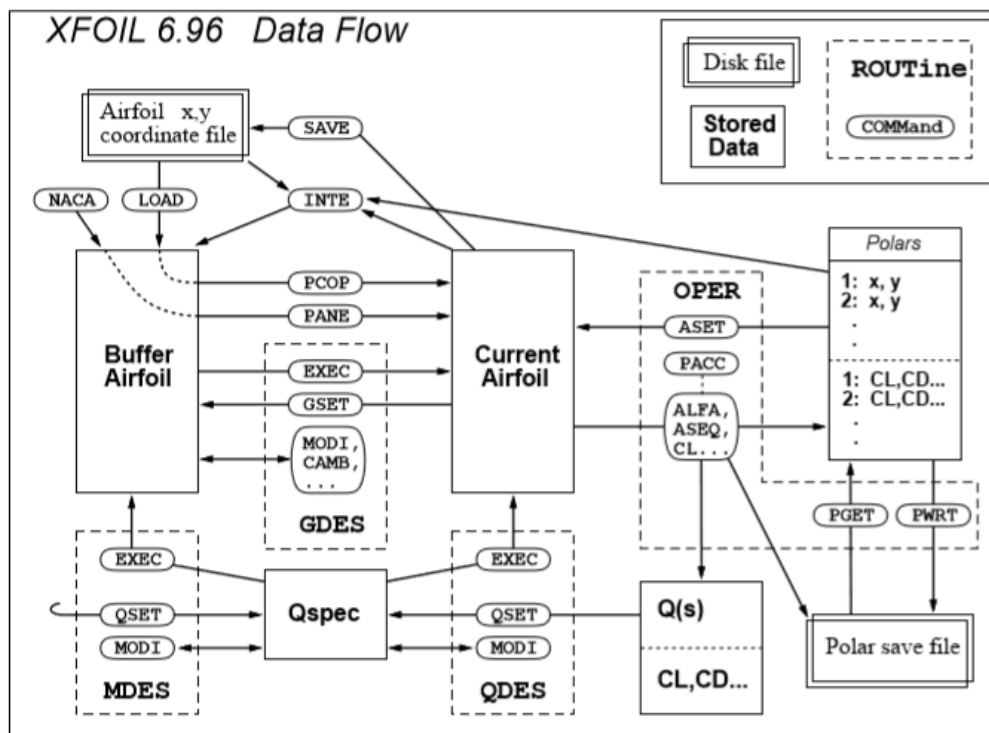 XFOIL 6.96 Data Flow
Disk file
ROUTine
Stored
Data
COMMand
Airfoil x,y
coordinate file
SAVE
NACA
LOAD
INTE
Polars
1: x, y
2: x, y
.
.
1: CL,CD...
2: CL,CD...
.
.
PCOP
PANE
Buffer
Airfoil
EXEC
GSET
MODI,
CAMB,
...
GDES
Current
Airfoil
OPER
ASET
PACC
ALFA,
ASEQ,
CL...
PGET
PWRT
EXEC
QSET
MODI
MDES
Qspec
EXEC
QSET
MODI
QDES
Q(s)
CL,CD...
Polar save file